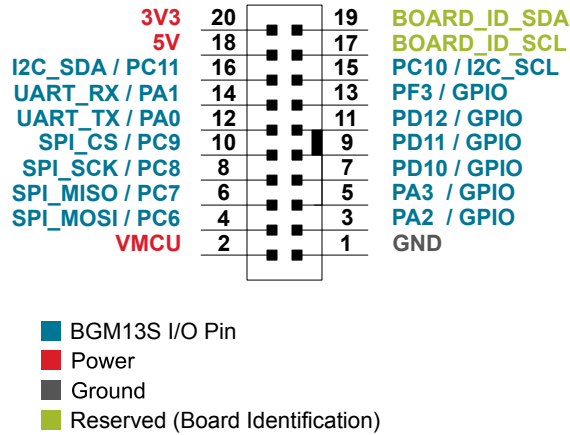 3V3 20 19 BOARD_ID_SDA
5V 18 17 BOARD_ID_SCL
I2C_SDA / PC11 16 15 PC10 / I2C_SCL
UART_RX / PA1 14 13 PF3 / GPIO
UART_TX / PA0 12 11 PD12 / GPIO
SPI_CS / PC9 10 9 PD11 / GPIO
SPI_SCK / PC8 8 7 PD10 / GPIO
SPI_MISO / PC7 6 5 PA3 / GPIO
SPI_MOSI / PC6 4 3 PA2 / GPIO
VMCU 2 1 GND
BGM13S I/O Pin
Power
Ground
Reserved (Board Identification)